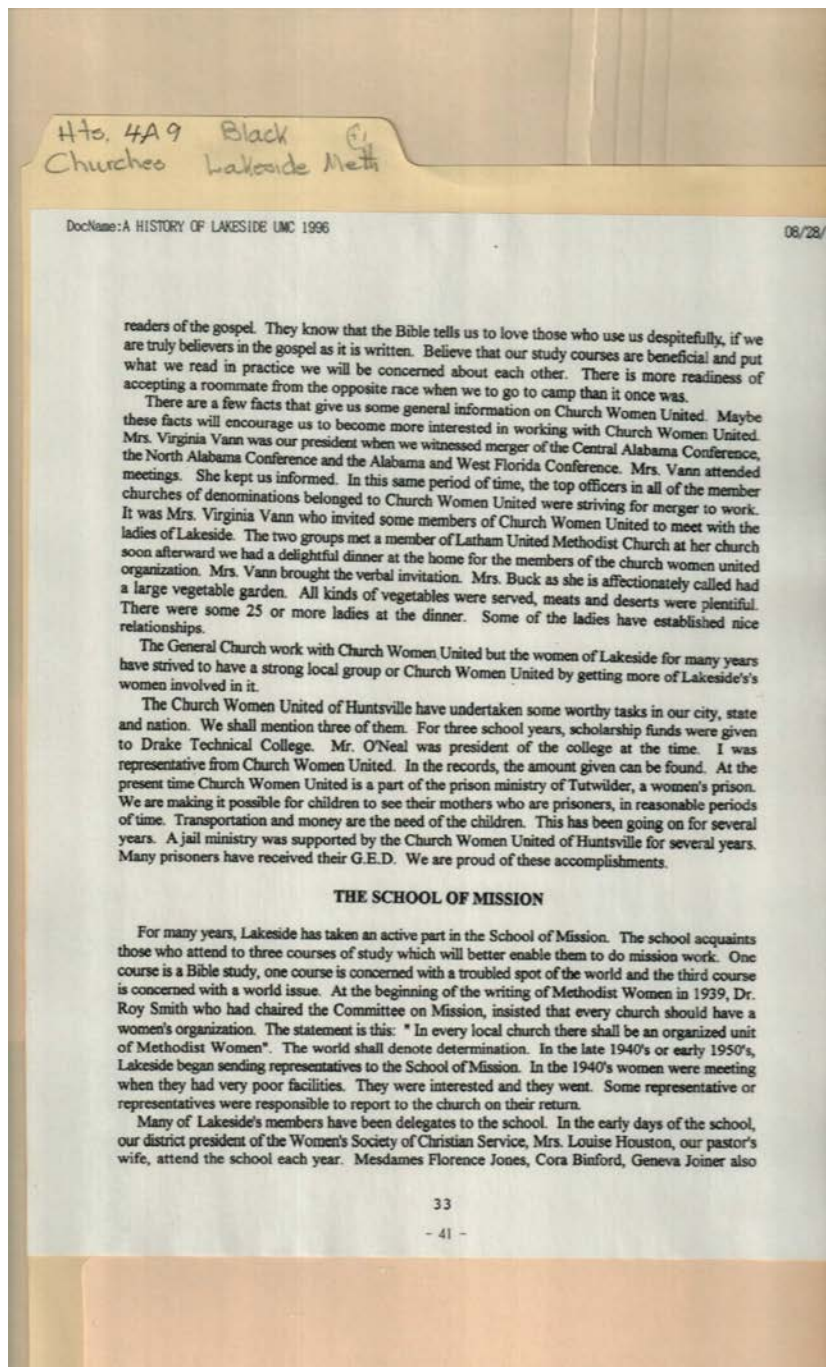 Hts. 4A9 Black
Churches Lakeside Meth
DocName:A HISTORY OF LAKESIDE UMC 1996 08/28/
readers of the gospel. They know that the Bible tells us to love those who use us despitefully, if we
are truly believers in the gospel as it is written. Believe that our study courses are beneficial and put
what we read in practice we will be concerned about each other. There is more readiness of
accepting a roommate from the opposite race when we to go to camp than it once was.
There are a few facts that give us some general information on Church Women United. Maybe
these facts will encourage us to become more interested in working with Church Women United.
Mrs. Virginia Vann was our president when we witnessed merger of the Central Alabama Conference,
the North Alabama Conference and the Alabama and West Florida Conference. Mrs. Vann attended
meetings. She kept us informed. In this same period of time, the top officers in all of the member
churches of denominations belonged to Church Women United were striving for merger to work.
It was Mrs. Virginia Vann who invited some members of Church Women United to meet with the
ladies of Lakeside. The two groups met a member of Latham United Methodist Church at her church
soon afterward we had a delightful dinner at the home for the members of the church women united
organization. Mrs. Vann brought the verbal invitation. Mrs. Buck as she is affectionately called had
a large vegetable garden. All kinds of vegetables were served, meats and deserts were plentiful.
There were some 25 or more ladies at the dinner. Some of the ladies have established nice
relationships.
The General Church work with Church Women United but the women of Lakeside for many years
have strived to have a strong local group or Church Women United by getting more of Lakeside's's
women involved in it.
The Church Women United of Huntsville have undertaken some worthy tasks in our city, state
and nation. We shall mention three of them. For three school years, scholarship funds were given
to Drake Technical College. Mr. O'Neal was president of the college at the time. I was
representative from Church Women United. In the records, the amount given can be found. At the
present time Church Women United is a part of the prison ministry of Tutwilder, a women's prison.
We are making it possible for children to see their mothers who are prisoners, in reasonable periods
of time. Transportation and money are the need of the children. This has been going on for several
years. A jail ministry was supported by the Church Women United of Huntsville for several years.
Many prisoners have received their G.E.D. We are proud of these accomplishments.
THE SCHOOL OF MISSION
For many years, Lakeside has taken an active part in the School of Mission. The school acquaints
those who attend to three courses of study which will better enable them to do mission work. One
course is a Bible study, one course is concerned with a troubled spot of the world and the third course
is concerned with a world issue. At the beginning of the writing of Methodist Women in 1939, Dr.
Roy Smith who had chaired the Committee on Mission, insisted that every church should have a
women's organization. The statement is this: " In every local church there shall be an organized unit
of Methodist Women". The world shall denote determination. In the late 1940's or early 1950's,
Lakeside began sending representatives to the School of Mission. In the 1940's women were meeting
when they had very poor facilities. They were interested and they went. Some representative or
representatives were responsible to report to the church on their return.
Many of Lakeside's members have been delegates to the school. In the early days of the school,
our district president of the Women's Society of Christian Service, Mrs. Louise Houston, our pastor's
wife, attend the school each year. Mesdames Florence Jones, Cora Binford, Geneva Joiner also
33
- 41 -